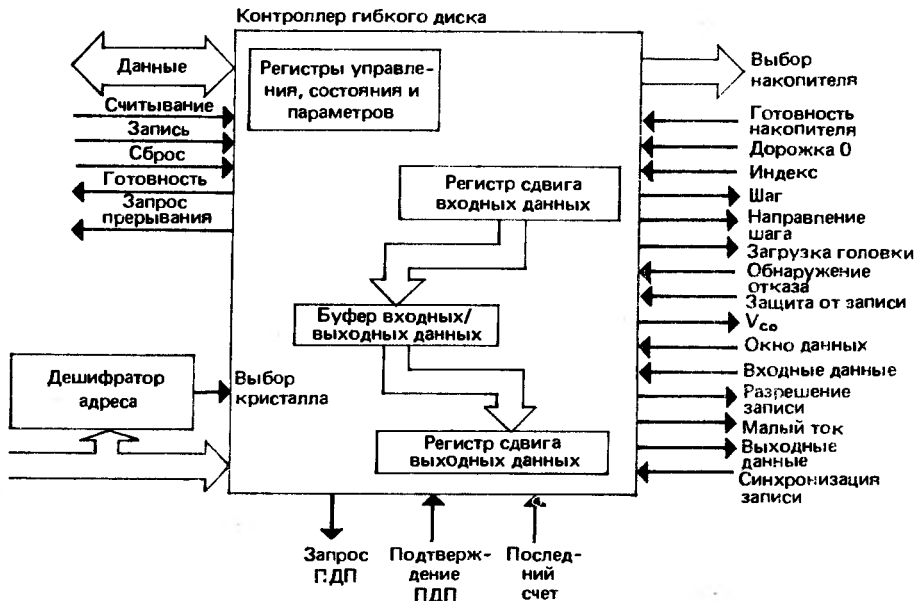 Контроллер гибкого диска
Данные
Считывание
Запись
Сброс
Готовность
Запрос
прерывания
Регистры управле-
ния, состояния и
параметров
Регистр сдвига
входных данных
Буфер входных/
выходных данных
Регистр сдвига
выходных данных
Дешифратор
адреса
Выбор
кристалла
Выбор
накопителя
Готовность
накопителя
Дорожка 0
Индекс
Шаг
Направление
шага
Загрузка головки
Обнаружение
отказа
Защита от записи
Vco
Окно данных
Входные данные
Разрешение
записи
Малый ток
Выходные
данные
Синхронизация
записи
Запрос
ПДП
Подтверж-
дение
ПДП
Послед-
ний
счет